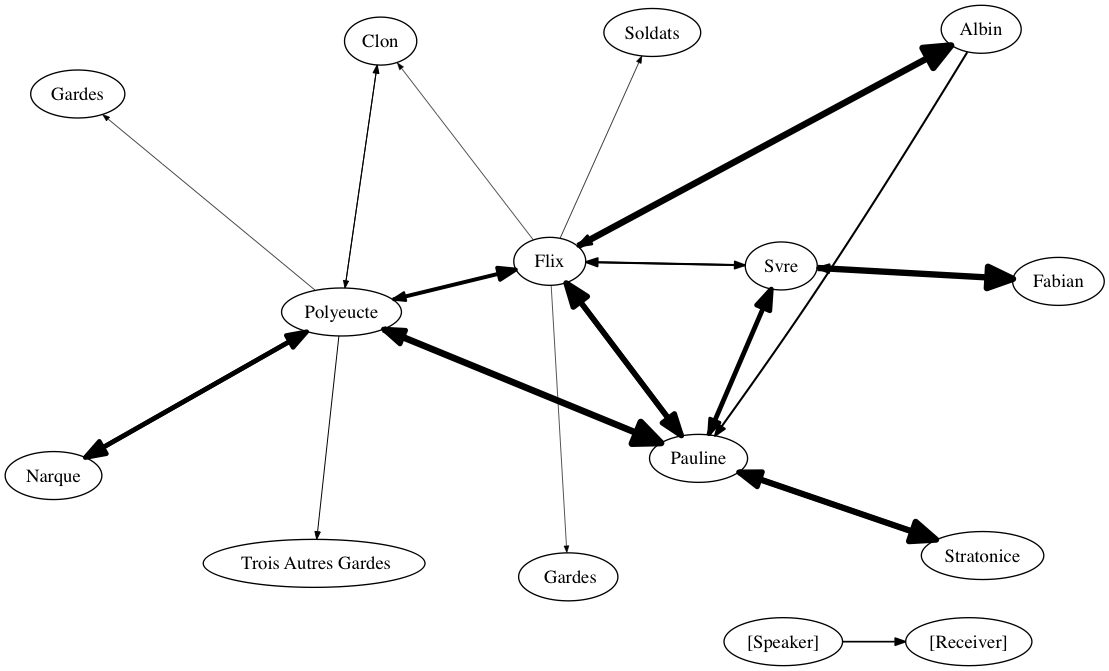 Albin
Soldats
Clon
Gardes
Flix
Svre
Fabian
Polyeucte
Pauline
Narque
Stratonice
Trois Autres Gardes
Gardes
[Speaker]
[Receiver]